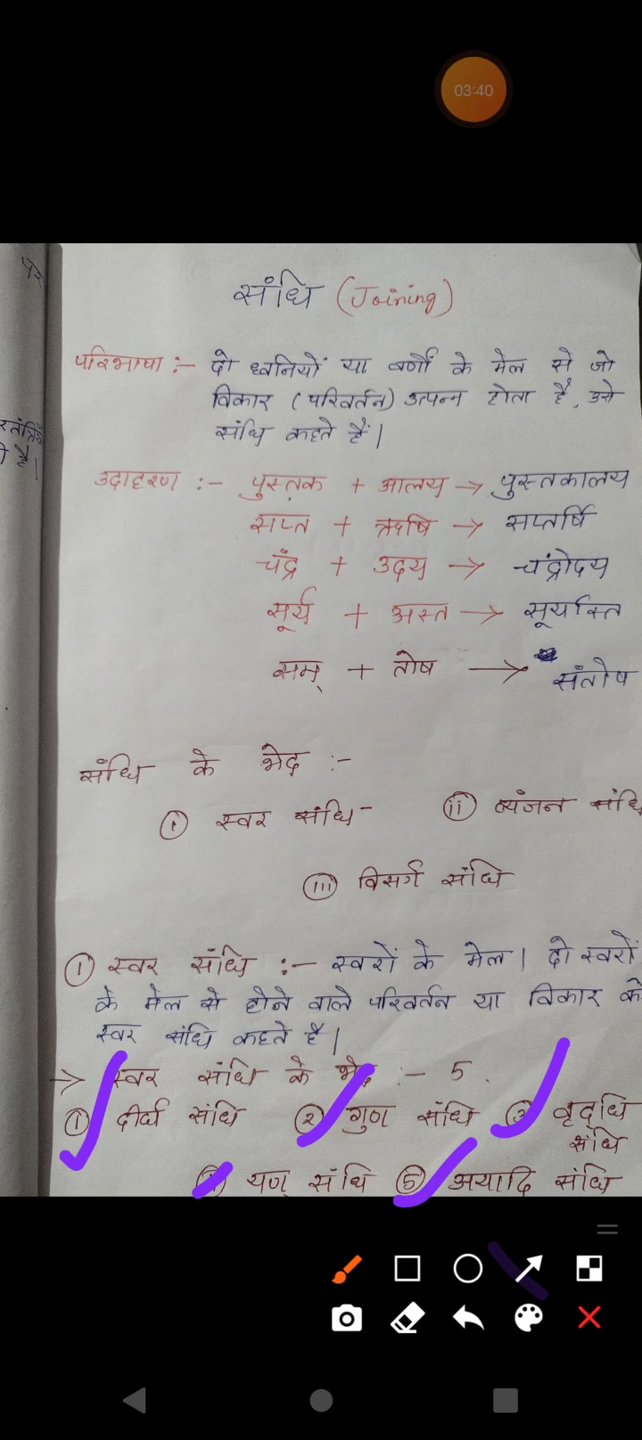 03:40
संधि (Joining)
परिभाषा :- दो ध्वनियों या वर्णों के मेल से जो
विकार (परिवर्तन) उत्पन्न होता है, उसे
संधि कहते हैं।
उदाहरण :- पुस्तक + आलय → पुस्तकालय
सप्त + ऋषि → सप्तर्षि
चँद्र + उदय → चंद्रोदय
सूर्य + अस्त → सूर्यास्त
सम् + तोष → संतोष
संधि के भेद :-
(i) स्वर संधि - (ii) व्यंजन संधि
(iii) विसर्ग संधि
(1) स्वर संधि :- स्वरों के मेल। दो स्वरों
के मेल से होने वाले परिवर्तन या विकार को
स्वर संधि कहते है।
→ स्वर संधि के भेद :- 5.
(1) दीर्घ संधि (2) गुण संधि (3) वृद्धि
संधि
यण् संधि (5) अयादि संधि